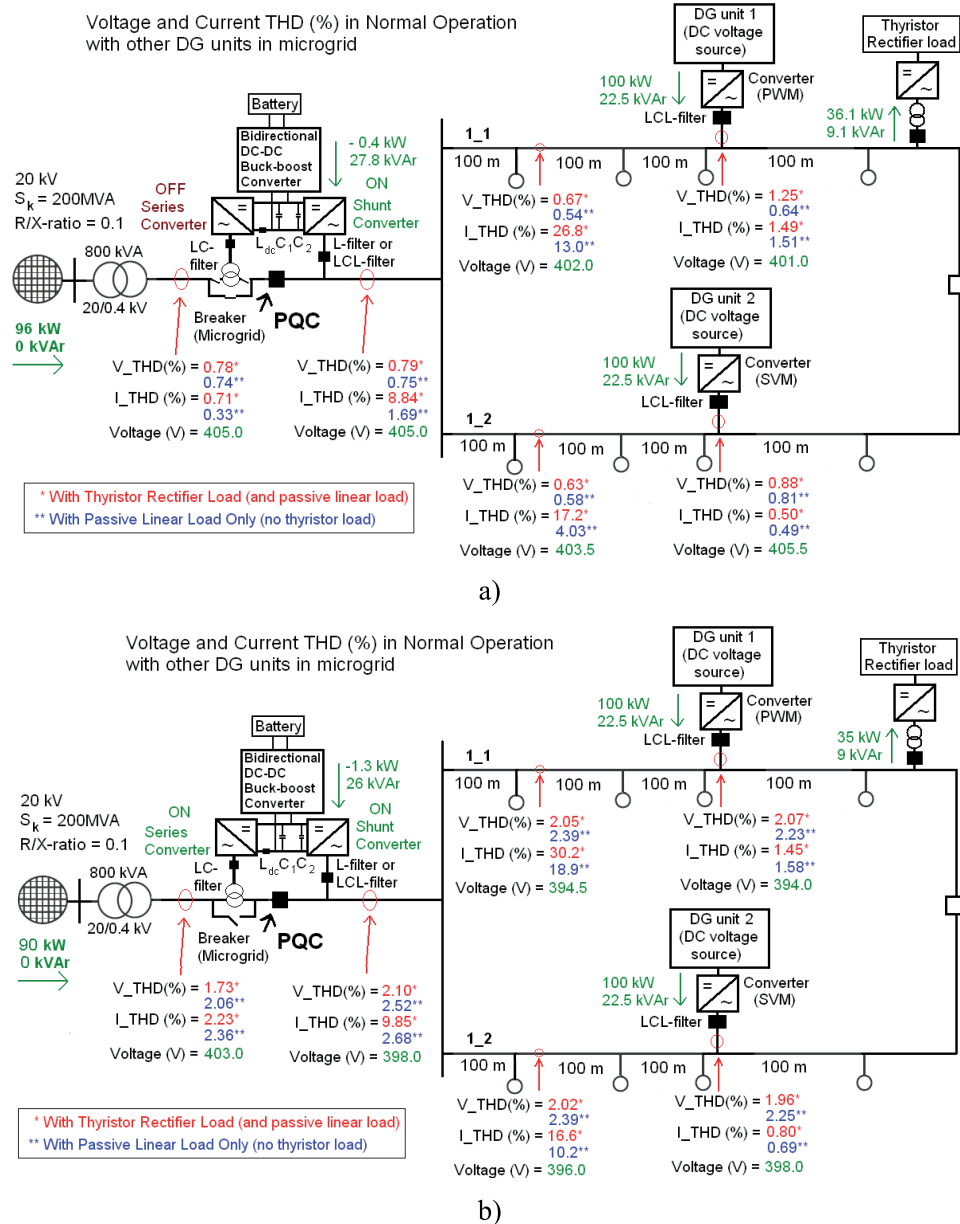 Voltage and Current THD (%) in Normal Operation
with other DG units in microgrid
DG unit 1
(DC voltage
source)
Thyristor
Rectifier load
100 kW
22.5 kVAr
= ~
Converter
(PWM)
LCL-filter
= ~
36.1 kW
9.1 kVAr
Battery
Bidirectional
DC-DC
Buck-boost
Converter
- 0.4 kW
27.8 kVAr
20 kV
Sk = 200MVA
R/X-ratio = 0.1
OFF
Series
Converter
= ~
= ~
ON
Shunt
Converter
LC-
filter
Ldc C1 C2
L-filter or
LCL-filter
800 kVA
20/0.4 kV
Breaker
(Microgrid)
PQC
96 kW
0 kVAr
1_1
100 m 100 m 100 m 100 m
V_THD(%) = 0.67*
0.54**
I_THD (%) = 26.8*
13.0**
Voltage (V) = 402.0
V_THD(%) = 1.25*
0.64**
I_THD (%) = 1.49*
1.51**
Voltage (V) = 401.0
V_THD(%) = 0.78*
0.74**
I_THD (%) = 0.71*
0.33**
Voltage (V) = 405.0
V_THD(%) = 0.79*
0.75**
I_THD (%) = 8.84*
1.69**
Voltage (V) = 405.0
DG unit 2
(DC voltage
source)
100 kW
22.5 kVAr
= ~
Converter
(SVM)
LCL-filter
1_2
100 m 100 m 100 m 100 m
V_THD(%) = 0.63*
0.58**
I_THD (%) = 17.2*
4.03**
Voltage (V) = 403.5
V_THD(%) = 0.88*
0.81**
I_THD (%) = 0.50*
0.49**
Voltage (V) = 405.5
* With Thyristor Rectifier Load (and passive linear load)
** With Passive Linear Load Only (no thyristor load)
a)
Voltage and Current THD (%) in Normal Operation
with other DG units in microgrid
DG unit 1
(DC voltage
source)
Thyristor
Rectifier load
100 kW
22.5 kVAr
= ~
Converter
(PWM)
LCL-filter
= ~
35 kW
9 kVAr
Battery
Bidirectional
DC-DC
Buck-boost
Converter
-1.3 kW
26 kVAr
20 kV
Sk = 200MVA
R/X-ratio = 0.1
ON
Series
Converter
= ~
= ~
ON
Shunt
Converter
LC-
filter
Ldc C1 C2
L-filter or
LCL-filter
800 kVA
20/0.4 kV
Breaker
(Microgrid)
PQC
90 kW
0 kVAr
1_1
100 m 100 m 100 m 100 m
V_THD(%) = 2.05*
2.39**
I_THD (%) = 30.2*
18.9**
Voltage (V) = 394.5
V_THD(%) = 2.07*
2.23**
I_THD (%) = 1.45*
1.58**
Voltage (V) = 394.0
V_THD(%) = 1.73*
2.06**
I_THD (%) = 2.23*
2.36**
Voltage (V) = 403.0
V_THD(%) = 2.10*
2.52**
I_THD (%) = 9.85*
2.68**
Voltage (V) = 398.0
DG unit 2
(DC voltage
source)
100 kW
22.5 kVAr
= ~
Converter
(SVM)
LCL-filter
1_2
100 m 100 m 100 m 100 m
V_THD(%) = 2.02*
2.39**
I_THD (%) = 16.6*
10.2**
Voltage (V) = 396.0
V_THD(%) = 1.96*
2.25**
I_THD (%) = 0.80*
0.69**
Voltage (V) = 398.0
* With Thyristor Rectifier Load (and passive linear load)
** With Passive Linear Load Only (no thyristor load)
b)